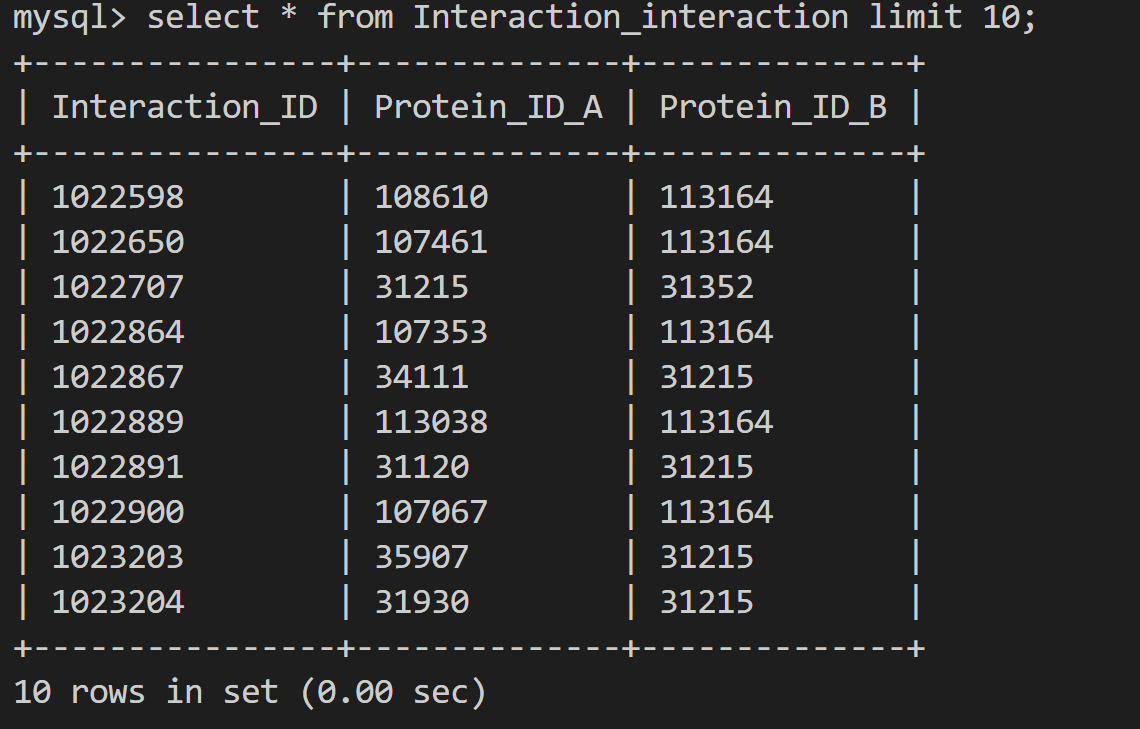 mysql> select * from Interaction_interaction limit 10;
+----------------+--------------+--------------+
| Interaction_ID | Protein_ID_A | Protein_ID_B |
+----------------+--------------+--------------+
| 1022598        | 108610       | 113164       |
| 1022650        | 107461       | 113164       |
| 1022707        | 31215        | 31352        |
| 1022864        | 107353       | 113164       |
| 1022867        | 34111        | 31215        |
| 1022889        | 113038       | 113164       |
| 1022891        | 31120        | 31215        |
| 1022900        | 107067       | 113164       |
| 1023203        | 35907        | 31215        |
| 1023204        | 31930        | 31215        |
+----------------+--------------+--------------+
10 rows in set (0.00 sec)